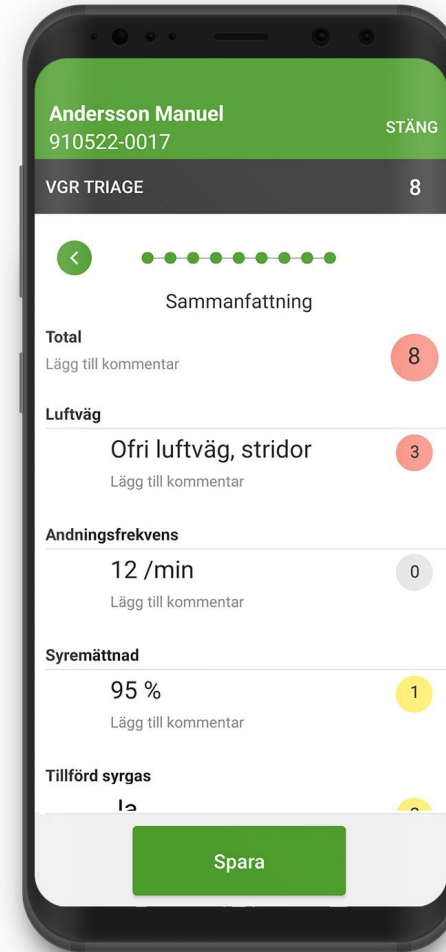 Andersson Manuel
910522-0017
STÄNG
VGR TRIAGE
8
Sammanfattning
Total
Lägg till kommentar
8
Luftväg
Ofri luftväg, stridor
3
Lägg till kommentar
Andningsfrekvens
12 /min
0
Lägg till kommentar
Syremättnad
95 %
1
Lägg till kommentar
Tillförd syrgas
Ja
Spara